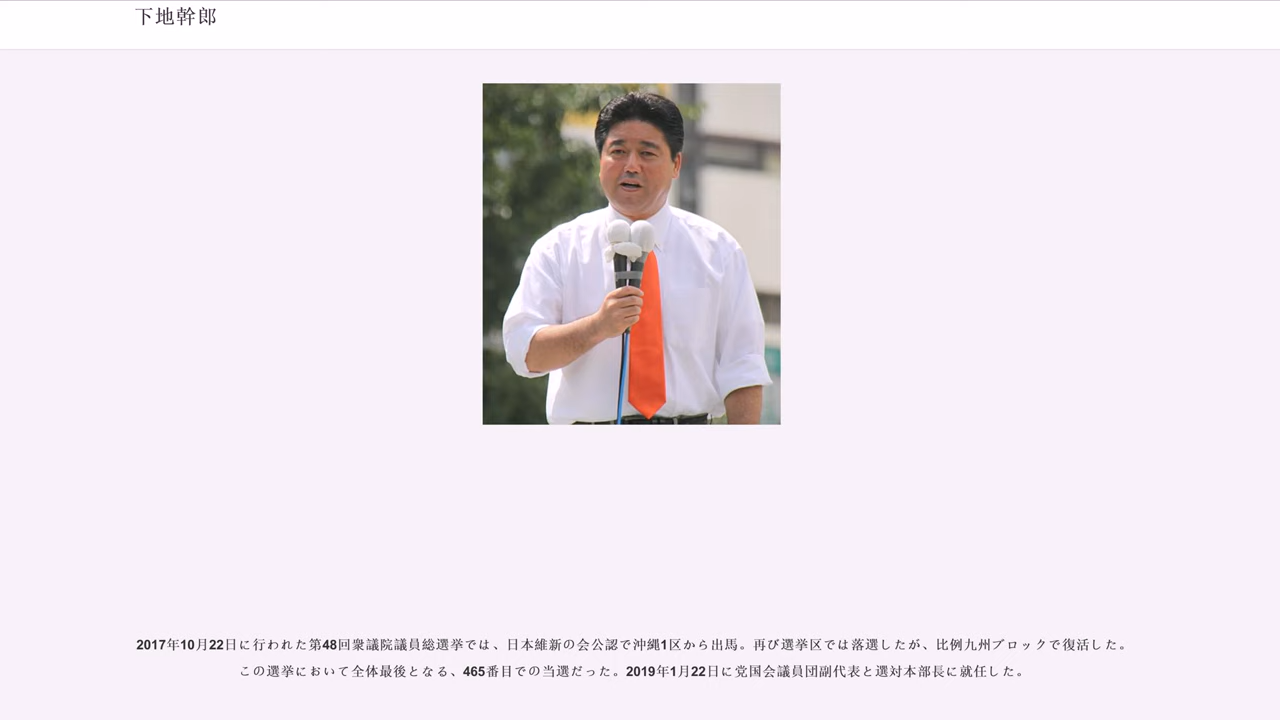 下地幹郎
2017年10月22日に行われた第48回衆議院議員総選挙では、日本維新の会公認で沖縄1区から出馬。再び選挙区では落選したが、比例九州ブロックで復活した。
この選挙において全体最後となる、465番目での当選だった。2019年1月22日に党国会議員団副代表と選対本部長に就任した。